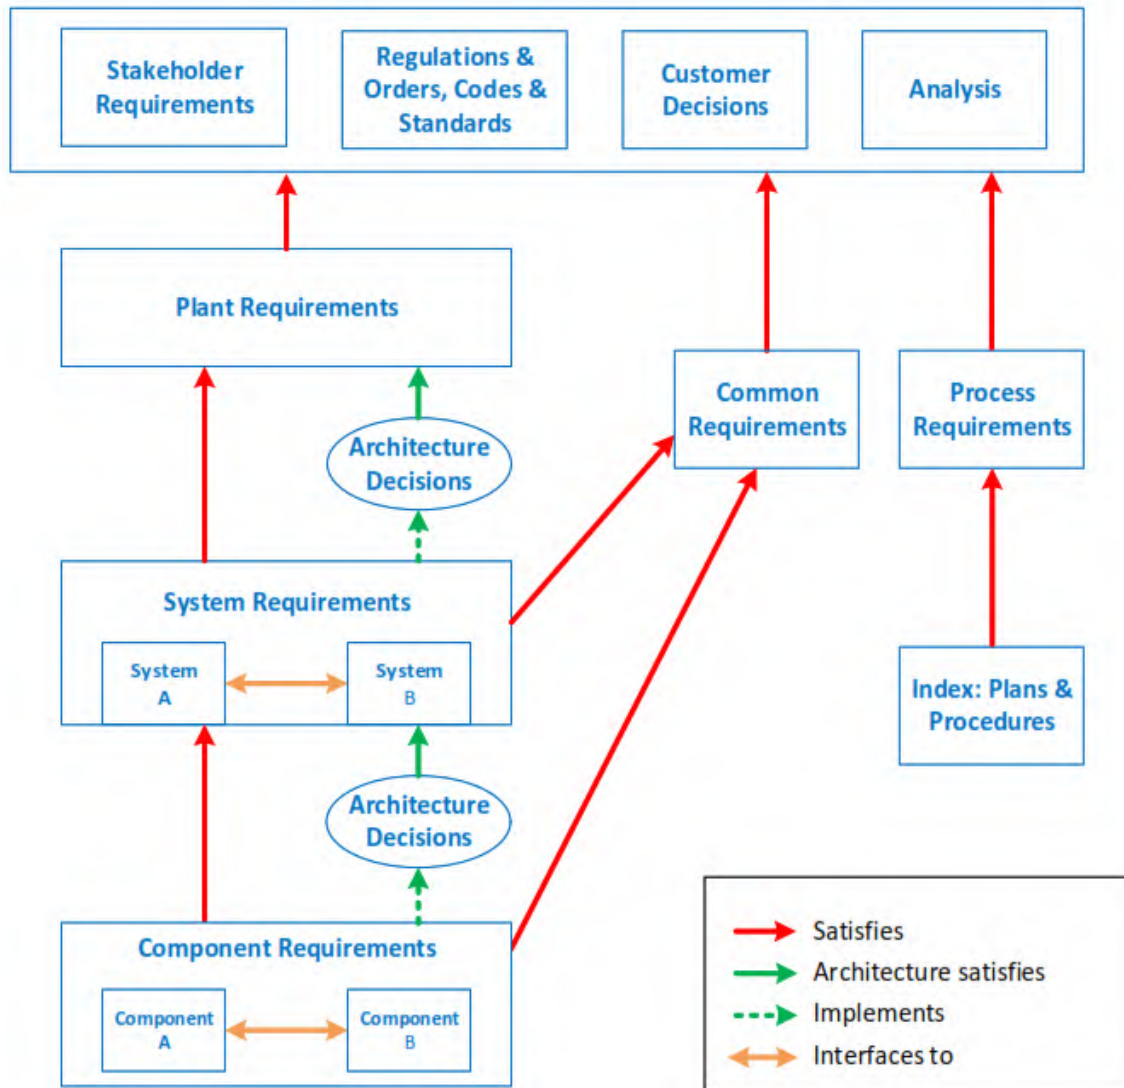 Stakeholder
Requirements
Regulations &
Orders, Codes &
Standards
Customer
Decisions
Analysis
Plant Requirements
Architecture
Decisions
Common
Requirements
Process
Requirements
System Requirements
System
A
System
B
Index: Plans &
Procedures
Architecture
Decisions
Component Requirements
Component
A
Component
B
Satisfies
Architecture satisfies
Implements
Interfaces to